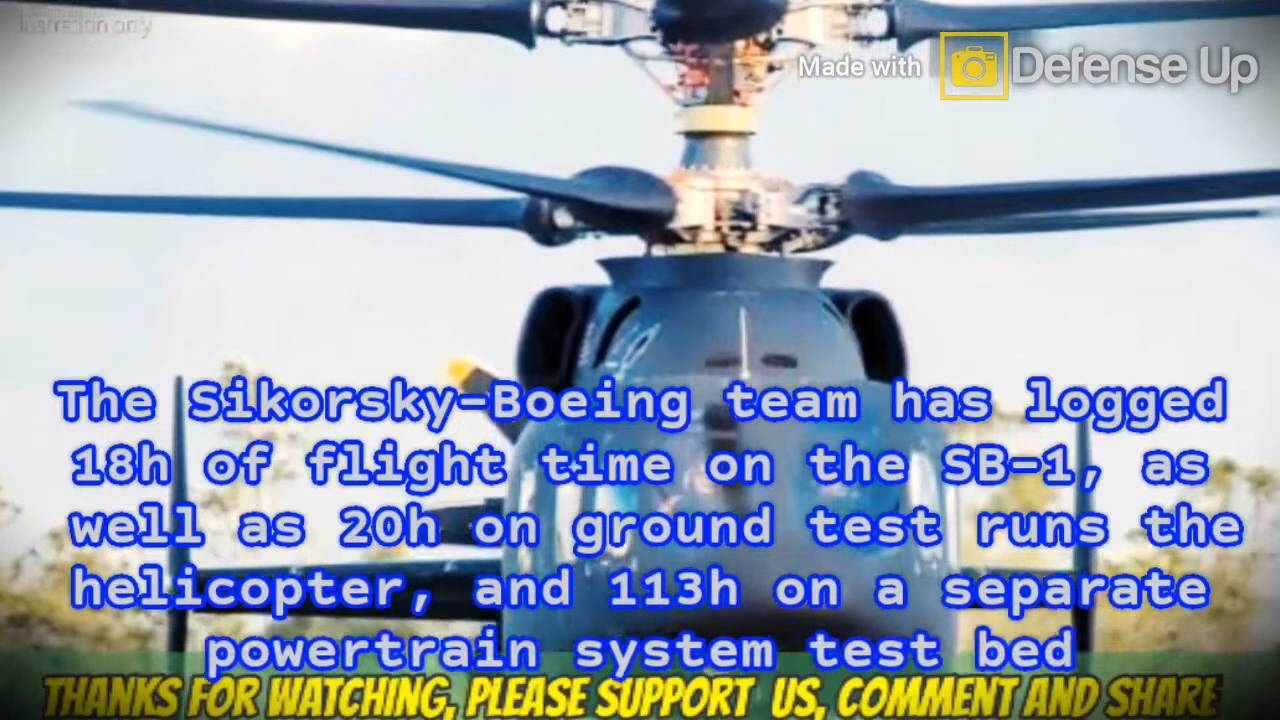 illustration only
Made with Defense Up
The Sikorsky-Boeing team has logged
18h of flight time on the SB-1, as
well as 20h on ground test runs the
helicopter, and 113h on a separate
powertrain system test bed
THANKS FOR WATCHING, PLEASE SUPPORT US, COMMENT AND SHARE